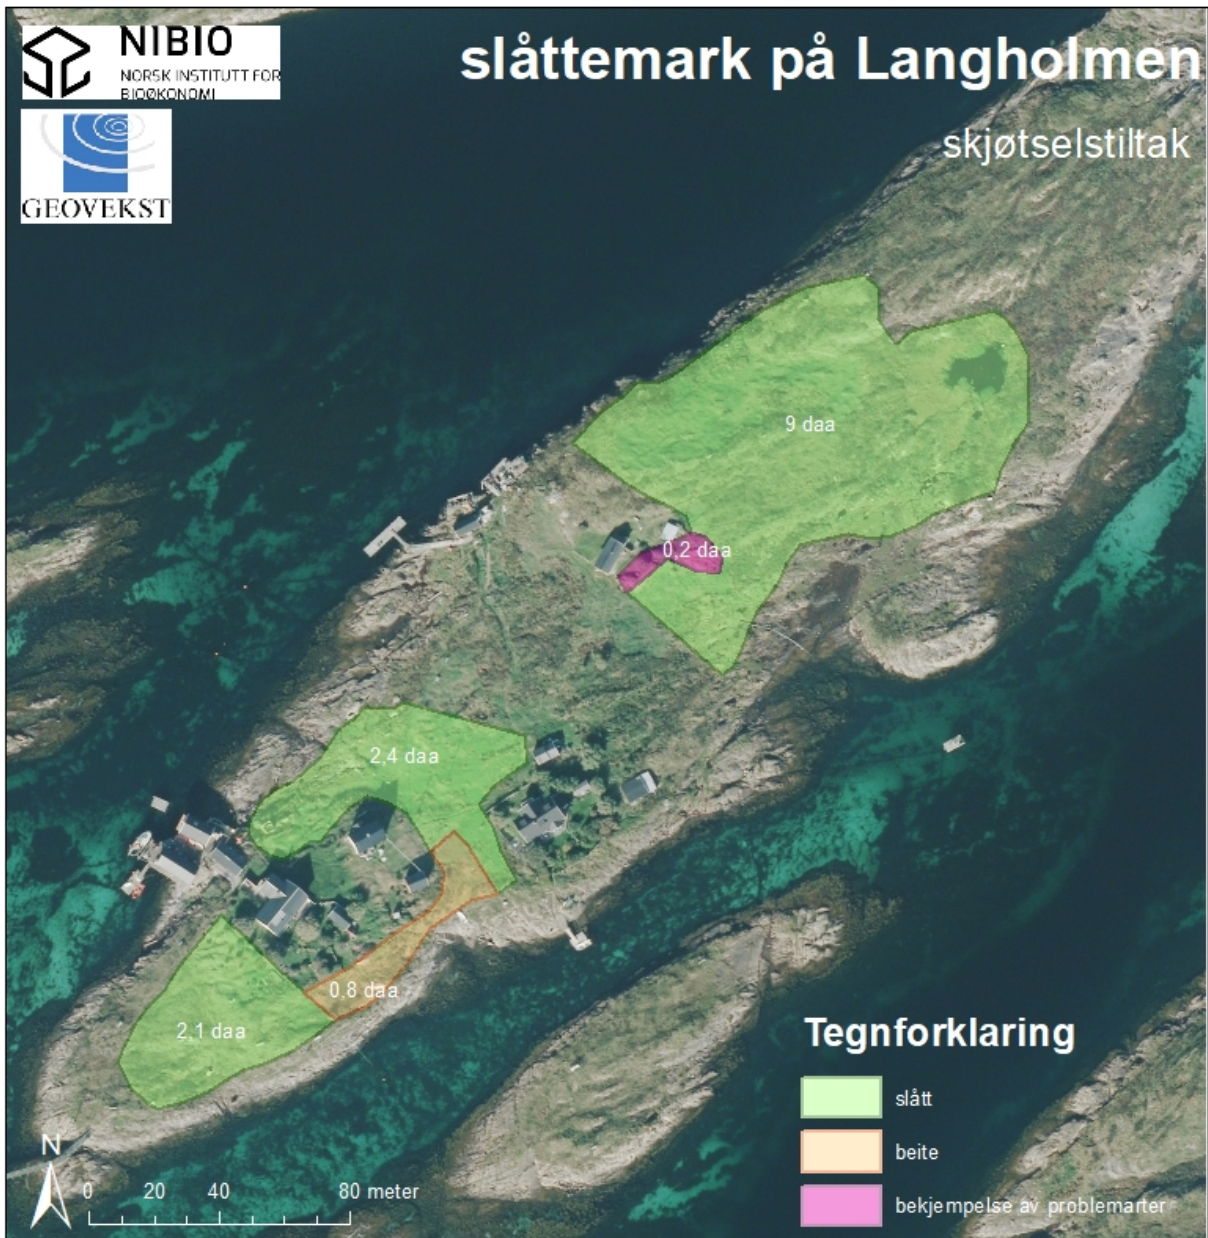 NIBIO
NORSK INSTITUTT FOR
BIOØKONOMI
GEOVEKST
slåttemark på Langholmen
skjøtselstiltak
9 daa
0,2 daa
2,4 daa
0,8 daa
2,1 daa
Tegnforklaring
slått
beite
bekjempelse av problemarter
N
0 20 40 80 meter